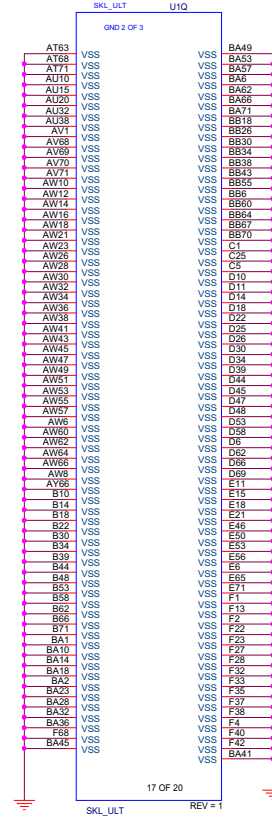 SKL_ULT U1Q
GND 2 OF 3
AT63 VSS VSS BA49
AT68 VSS VSS BA53
AT71 VSS VSS BA57
AU10 VSS VSS BA6
AU15 VSS VSS BA62
AU20 VSS VSS BA66
AU32 VSS VSS BA71
AU38 VSS VSS BB18
AV1 VSS VSS BB26
AV68 VSS VSS BB30
AV69 VSS VSS BB34
AV70 VSS VSS BB38
AV71 VSS VSS BB43
AW10 VSS VSS BB55
AW12 VSS VSS BB6
AW14 VSS VSS BB60
AW16 VSS VSS BB64
AW18 VSS VSS BB67
AW21 VSS VSS BB70
AW23 VSS VSS C1
AW26 VSS VSS C25
AW28 VSS VSS C5
AW30 VSS VSS D10
AW32 VSS VSS D11
AW34 VSS VSS D14
AW36 VSS VSS D18
AW38 VSS VSS D22
AW41 VSS VSS D25
AW43 VSS VSS D26
AW45 VSS VSS D30
AW47 VSS VSS D34
AW49 VSS VSS D39
AW51 VSS VSS D44
AW53 VSS VSS D45
AW55 VSS VSS D47
AW57 VSS VSS D48
AW6 VSS VSS D53
AW60 VSS VSS D58
AW62 VSS VSS D6
AW64 VSS VSS D62
AW66 VSS VSS D66
AW8 VSS VSS D69
AY66 VSS VSS E11
B10 VSS VSS E15
B14 VSS VSS E18
B18 VSS VSS E21
B22 VSS VSS E46
B30 VSS VSS E50
B34 VSS VSS E53
B39 VSS VSS E56
B44 VSS VSS E6
B48 VSS VSS E65
B53 VSS VSS E71
B58 VSS VSS F1
B62 VSS VSS F13
B66 VSS VSS F2
B71 VSS VSS F22
BA1 VSS VSS F23
BA10 VSS VSS F27
BA14 VSS VSS F28
BA18 VSS VSS F32
BA2 VSS VSS F33
BA23 VSS VSS F35
BA28 VSS VSS F37
BA32 VSS VSS F38
BA36 VSS VSS F4
F68 VSS VSS F40
BA45 VSS VSS F42
VSS BA41
17 OF 20
SKL_ULT REV = 1